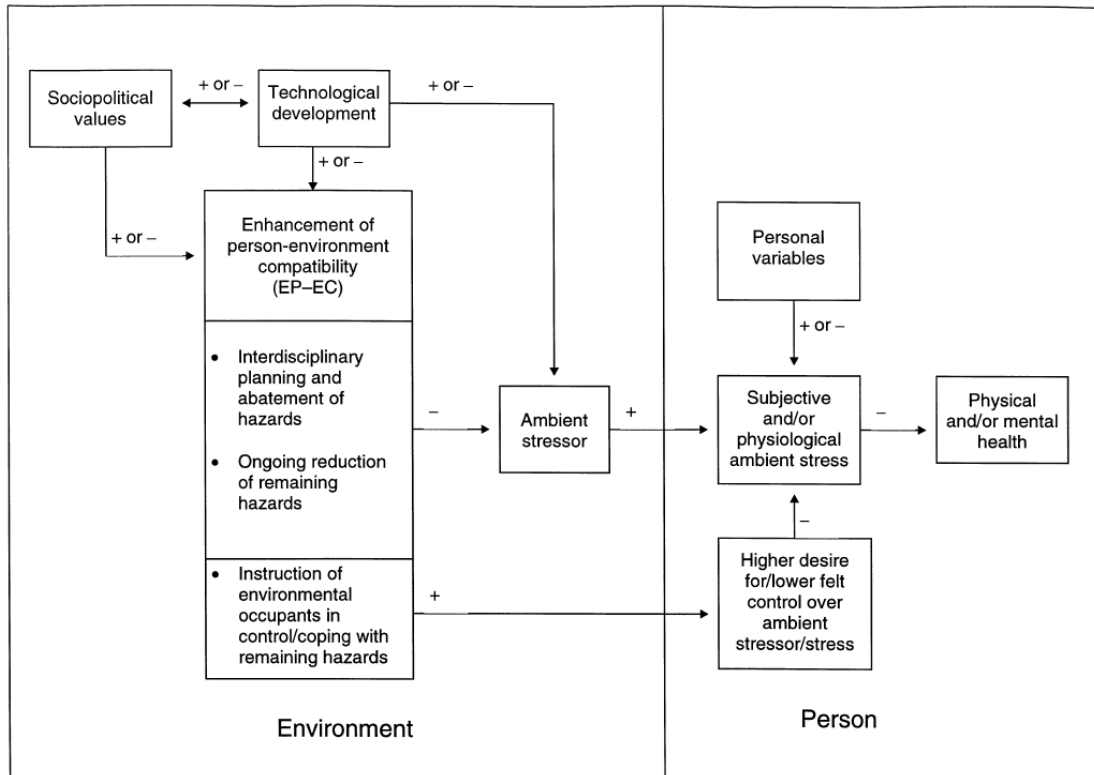 + or –
+ or –
Sociopolitical
values
Technological
development
+ or –
+ or –
Enhancement of
person-environment
compatibility
(EP–EC)
Personal
variables
+ or –
• Interdisciplinary
planning and
abatement of
hazards
• Ongoing reduction
of remaining
hazards
–
Ambient
stressor
+
Subjective
and/or
physiological
ambient stress
–
Physical
and/or mental
health
–
• Instruction of
environmental
occupants in
control/coping with
remaining hazards
+
Higher desire
for/lower felt
control over
ambient
stressor/stress
Environment
Person